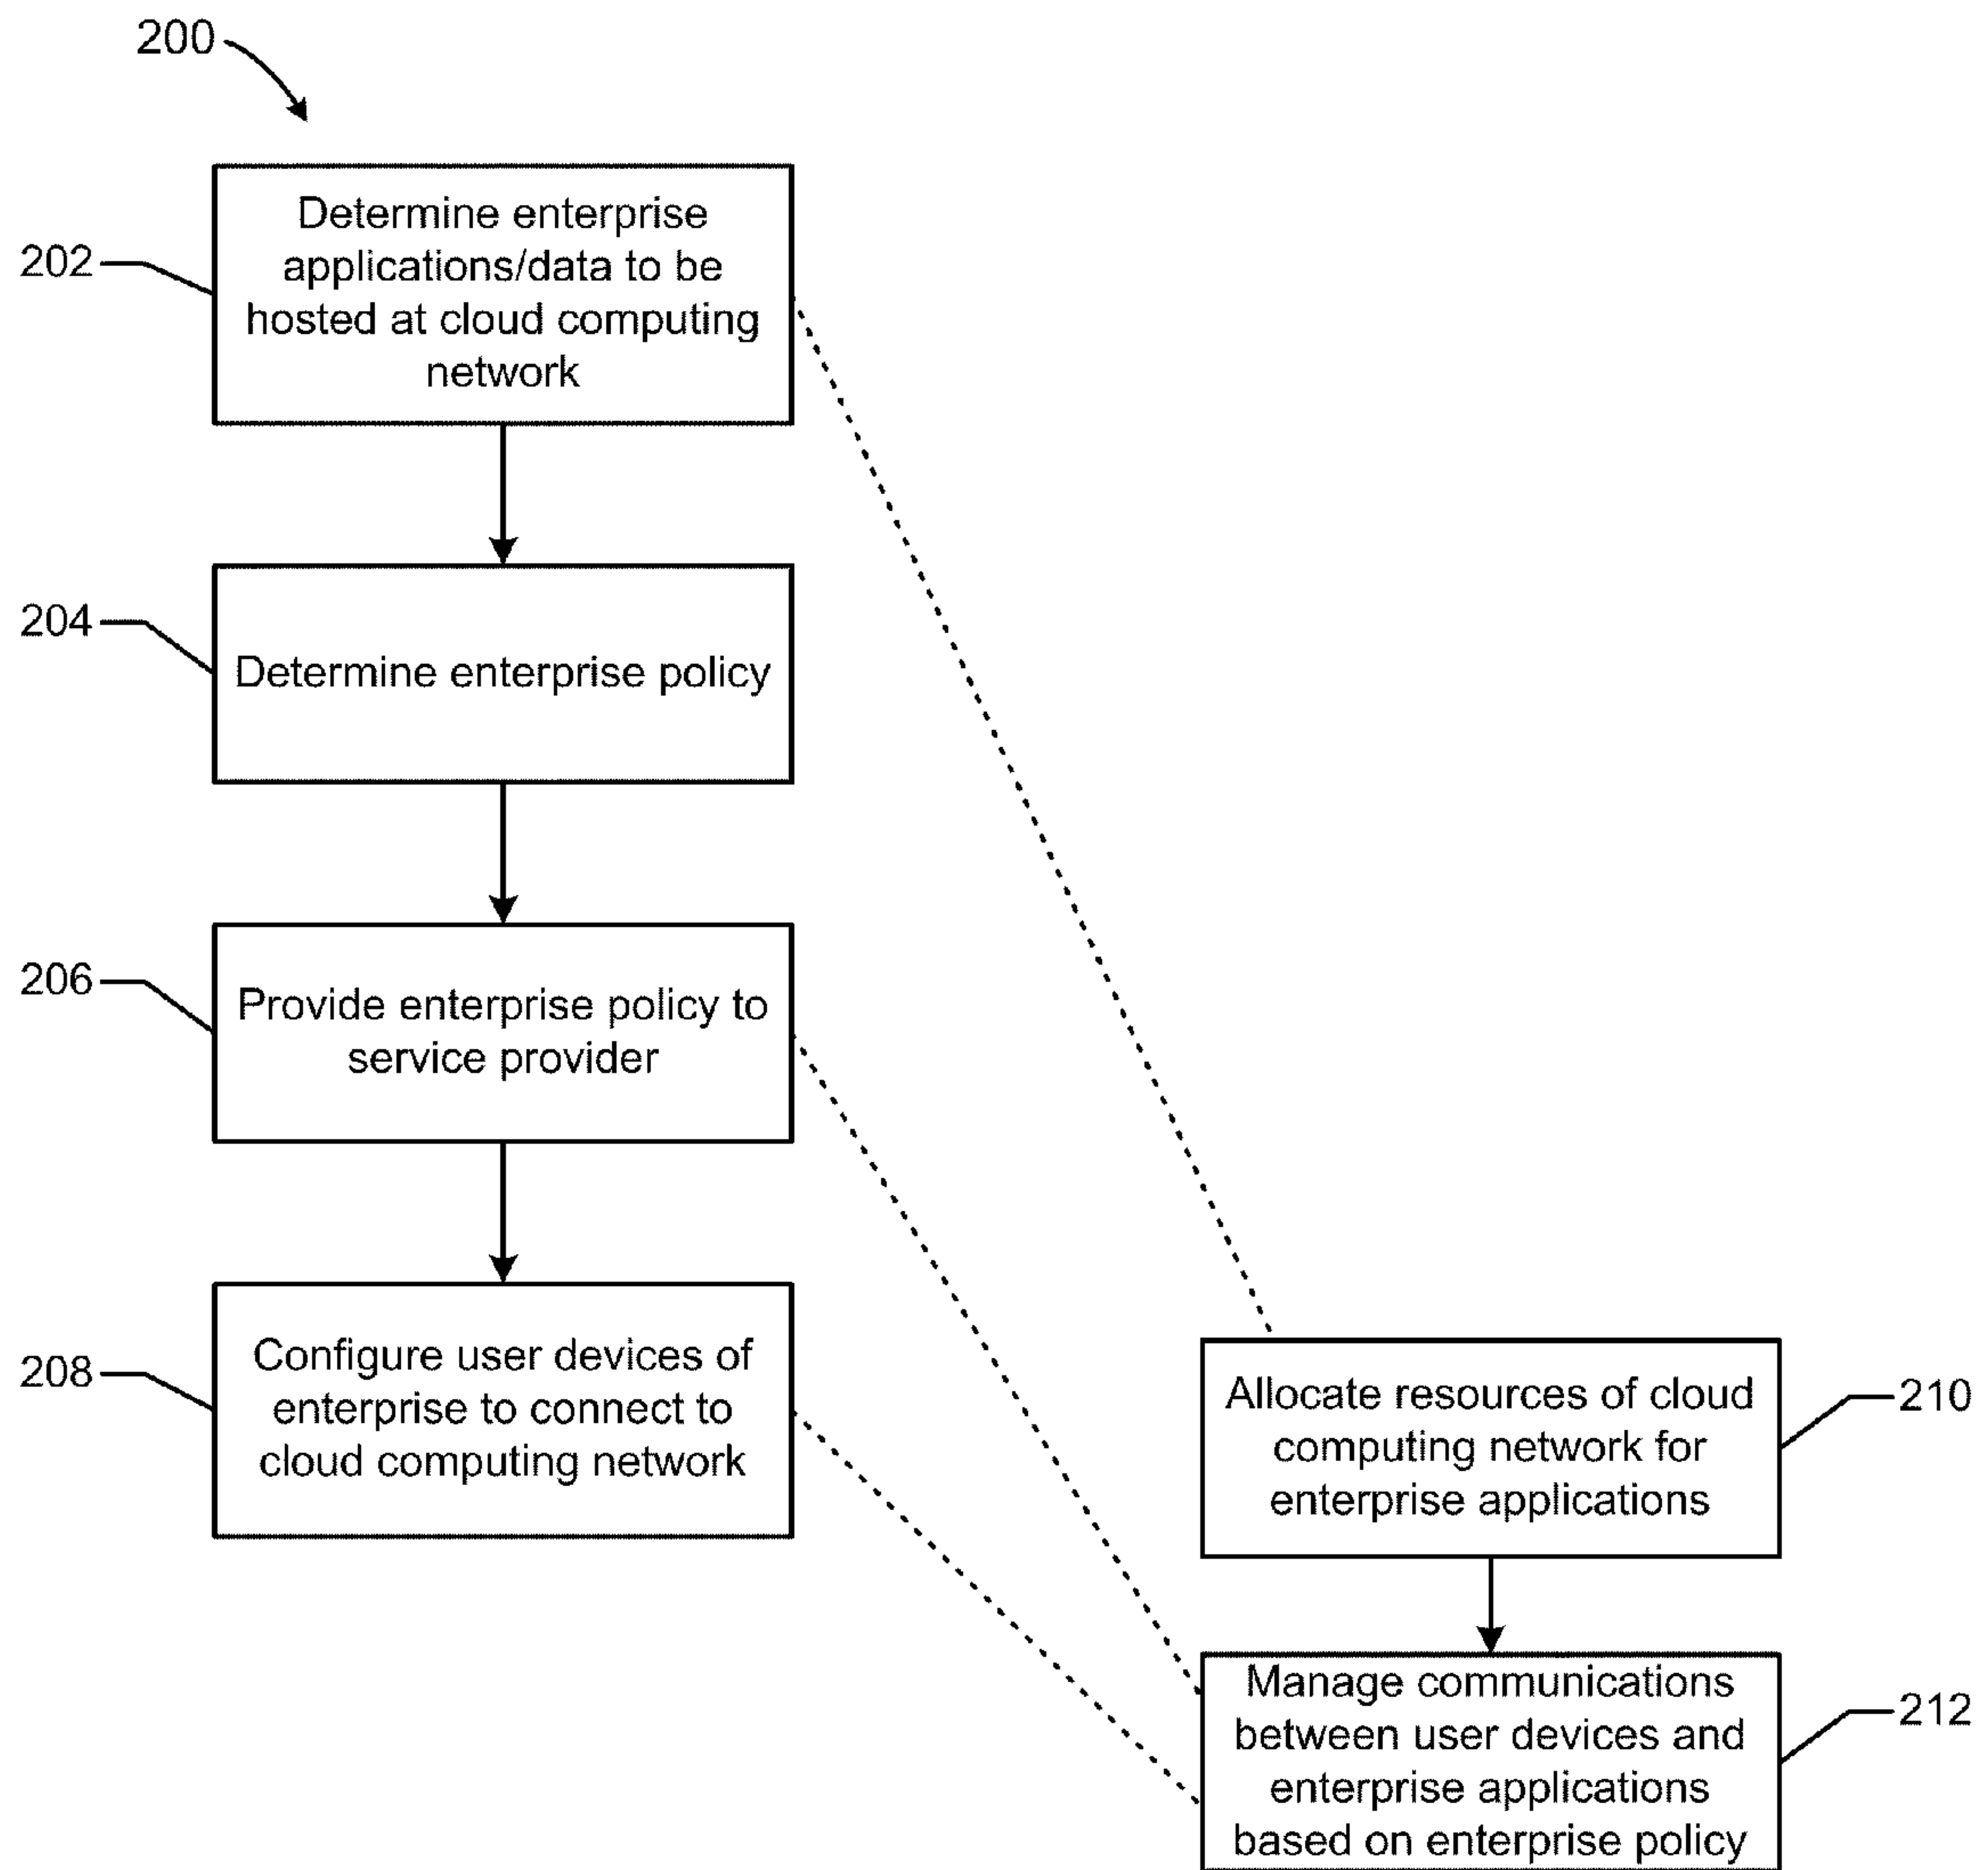 200
202
Determine enterprise
applications/data to be
hosted at cloud computing
network
204
Determine enterprise policy
206
Provide enterprise policy to
service provider
208
Configure user devices of
enterprise to connect to
cloud computing network
Allocate resources of cloud
computing network for
enterprise applications
210
Manage communications
between user devices and
enterprise applications
based on enterprise policy
212